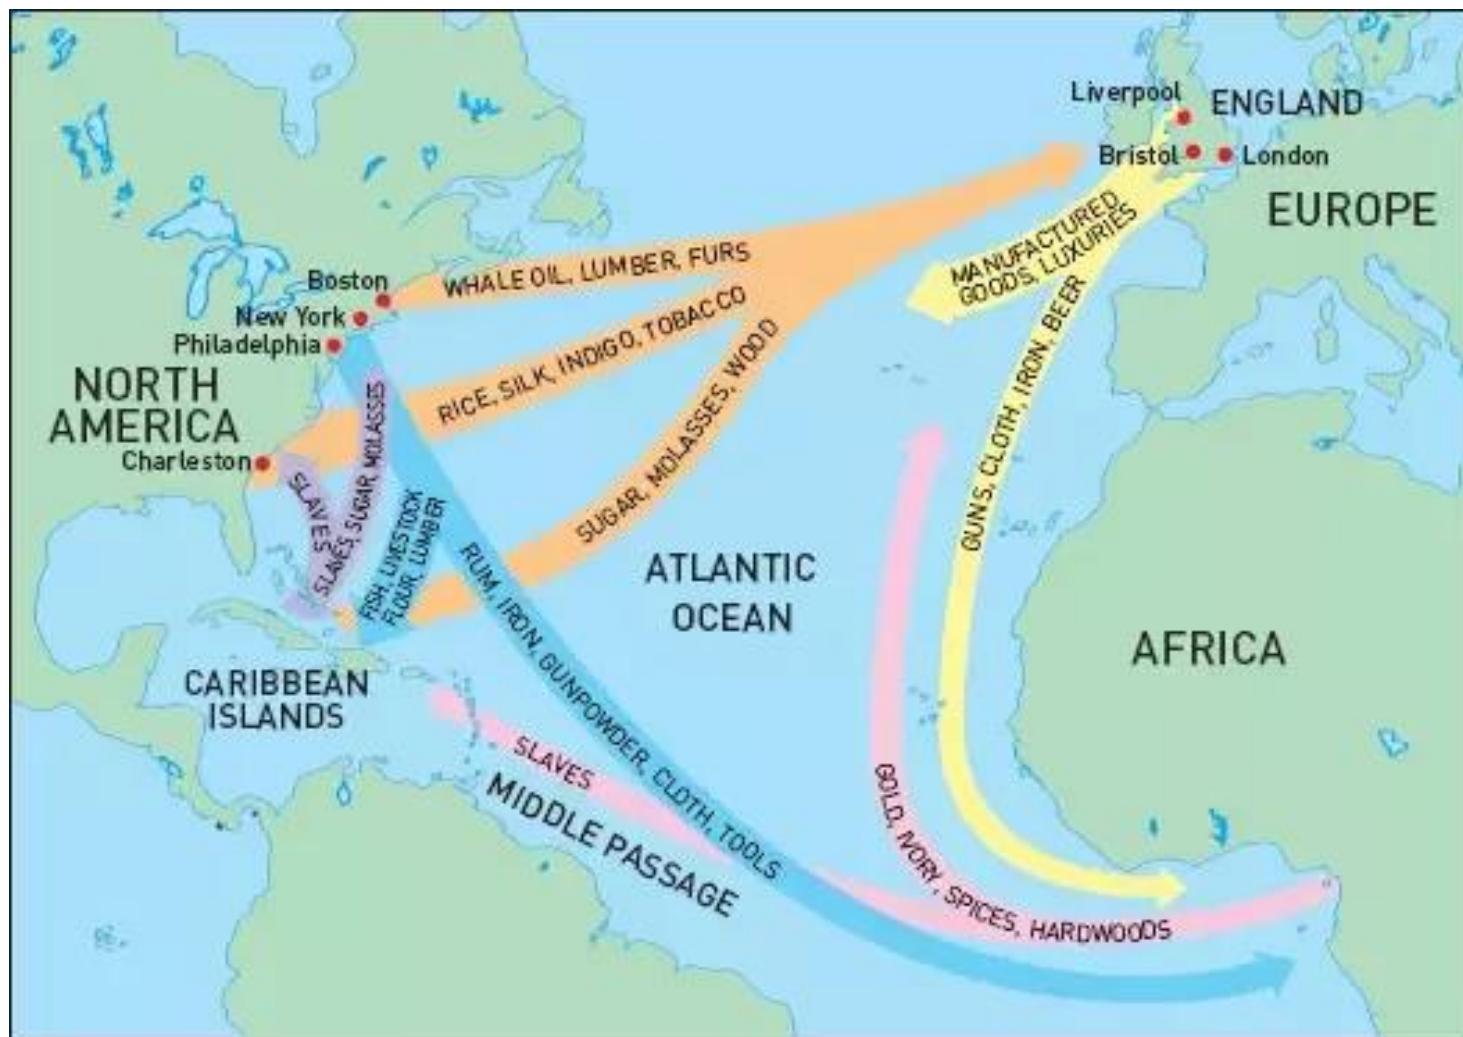 Liverpool
ENGLAND
Bristol
London
EUROPE
MANUFACTURED
GOODS, LUXURIES
WHALE OIL, LUMBER, FURS
Boston
New York
Philadelphia
RICE, SILK, INDIGO, TOBACCO
GUNS, CLOTH, IRON, BEER
NORTH
AMERICA
Charleston
SUGAR, MOLASSES, WOOD
SLAVES
SLAVES, SUGAR, MOLASSES
FISH, LIVESTOCK
FLOUR, LUMBER
RUM, IRON, GUNPOWDER, CLOTH, TOOLS
ATLANTIC
OCEAN
AFRICA
CARIBBEAN
ISLANDS
SLAVES
MIDDLE PASSAGE
GOLD, IVORY, SPICES, HARDWOODS